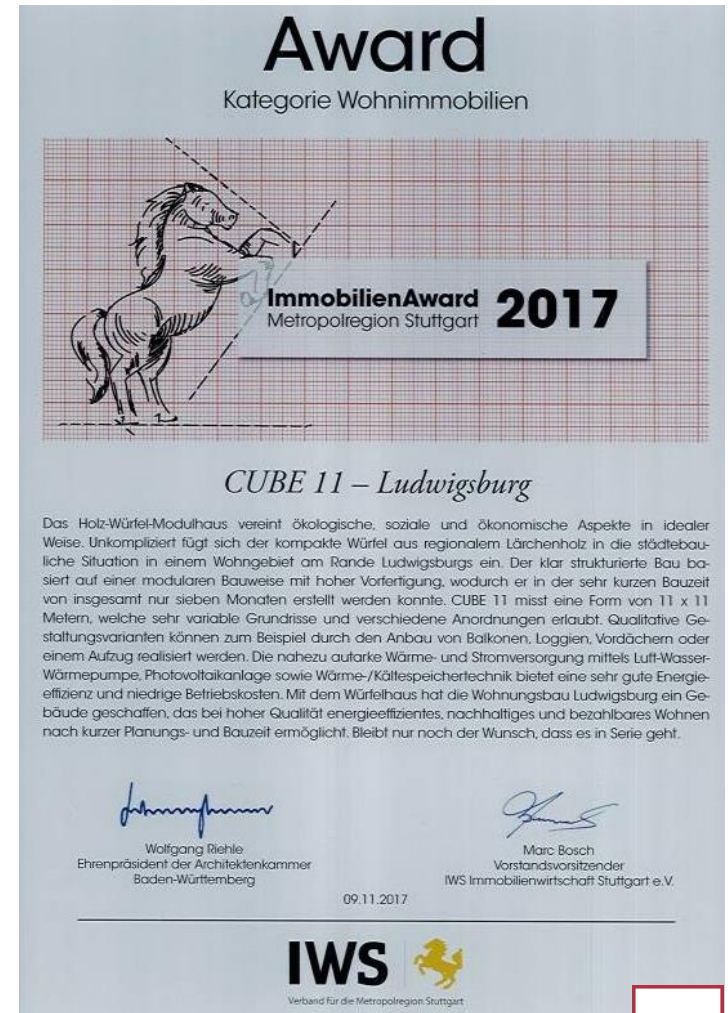 Award
Kategorie Wohnimmobilien
ImmobilienAward 2017
Metropolregion Stuttgart
CUBE 11 – Ludwigsburg
Das Holz-Würfel-Modulhaus vereint ökologische, soziale und ökonomische Aspekte in idealer
Weise. Unkompliziert fügt sich der kompakte Würfel aus regionalem Lärchenholz in die städtebau-
liche Situation in einem Wohngebiet am Rande Ludwigsburgs ein. Der klar strukturierte Bau ba-
siert auf einer modularen Bauweise mit hoher Vorfertigung, wodurch er in der sehr kurzen Bauzeit
von insgesamt nur sieben Monaten erstellt werden konnte. CUBE 11 misst eine Form von 11 x 11
Metern, welche sehr variable Grundrisse und verschiedene Anordnungen erlaubt. Qualitative Ge-
staltungsvarianten können zum Beispiel durch den Anbau von Balkonen, Loggien, Vordächern oder
einem Aufzug realisiert werden. Die nahezu autarke Wärme- und Stromversorgung mittels Luft-Wasser-
Wärmepumpe, Photovoltaikanlage sowie Wärme-/Kältespeichertechnik bietet eine sehr gute Energie-
effizienz und niedrige Betriebskosten. Mit dem Würfelhaus hat die Wohnungsbau Ludwigsburg ein Ge-
bäude geschaffen, das bei hoher Qualität energieeffizientes, nachhaltiges und bezahlbares Wohnen
nach kurzer Planungs- und Bauzeit ermöglicht. Bleibt nur noch der Wunsch, dass es in Serie geht.
Wolfgang Riehle
Ehrenpräsident der Architektenkammer
Baden-Württemberg
Marc Bosch
Vorstandsvorsitzender
IWS Immobilienwirtschaft Stuttgart e.V.
09.11.2017
IWS
Verband für die Metropolregion Stuttgart